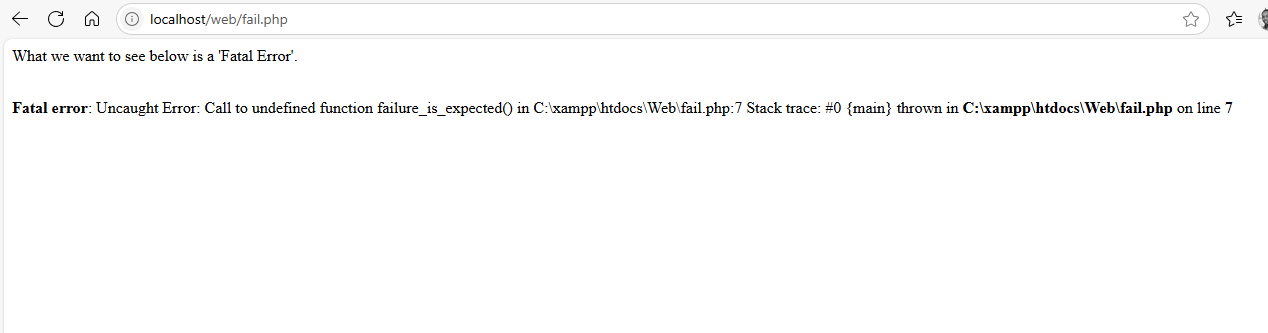 localhost/web/fail.php
What we want to see below is a 'Fatal Error'.
Fatal error: Uncaught Error: Call to undefined function failure_is_expected() in C:\xampp\htdocs\Web\fail.php:7 Stack trace: #0 {main} thrown in C:\xampp\htdocs\Web\fail.php on line 7